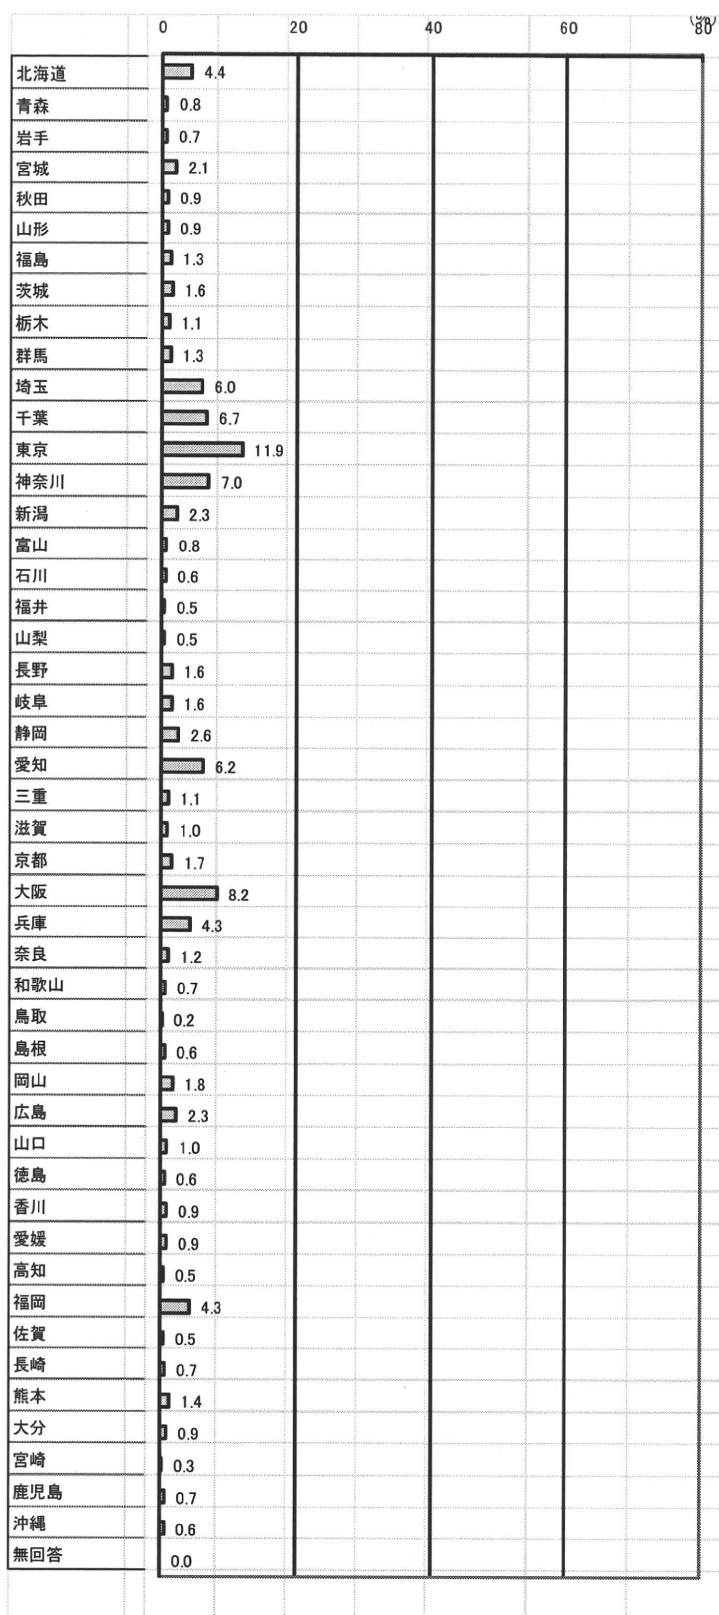 (%)
0 20 40 60 80
北海道 4.4
青森 0.8
岩手 0.7
宮城 2.1
秋田 0.9
山形 0.9
福島 1.3
茨城 1.6
栃木 1.1
群馬 1.3
埼玉 6.0
千葉 6.7
東京 11.9
神奈川 7.0
新潟 2.3
富山 0.8
石川 0.6
福井 0.5
山梨 0.5
長野 1.6
岐阜 1.6
静岡 2.6
愛知 6.2
三重 1.1
滋賀 1.0
京都 1.7
大阪 8.2
兵庫 4.3
奈良 1.2
和歌山 0.7
鳥取 0.2
島根 0.6
岡山 1.8
広島 2.3
山口 1.0
徳島 0.6
香川 0.9
愛媛 0.9
高知 0.5
福岡 4.3
佐賀 0.5
長崎 0.7
熊本 1.4
大分 0.9
宮崎 0.3
鹿児島 0.7
沖縄 0.6
無回答 0.0